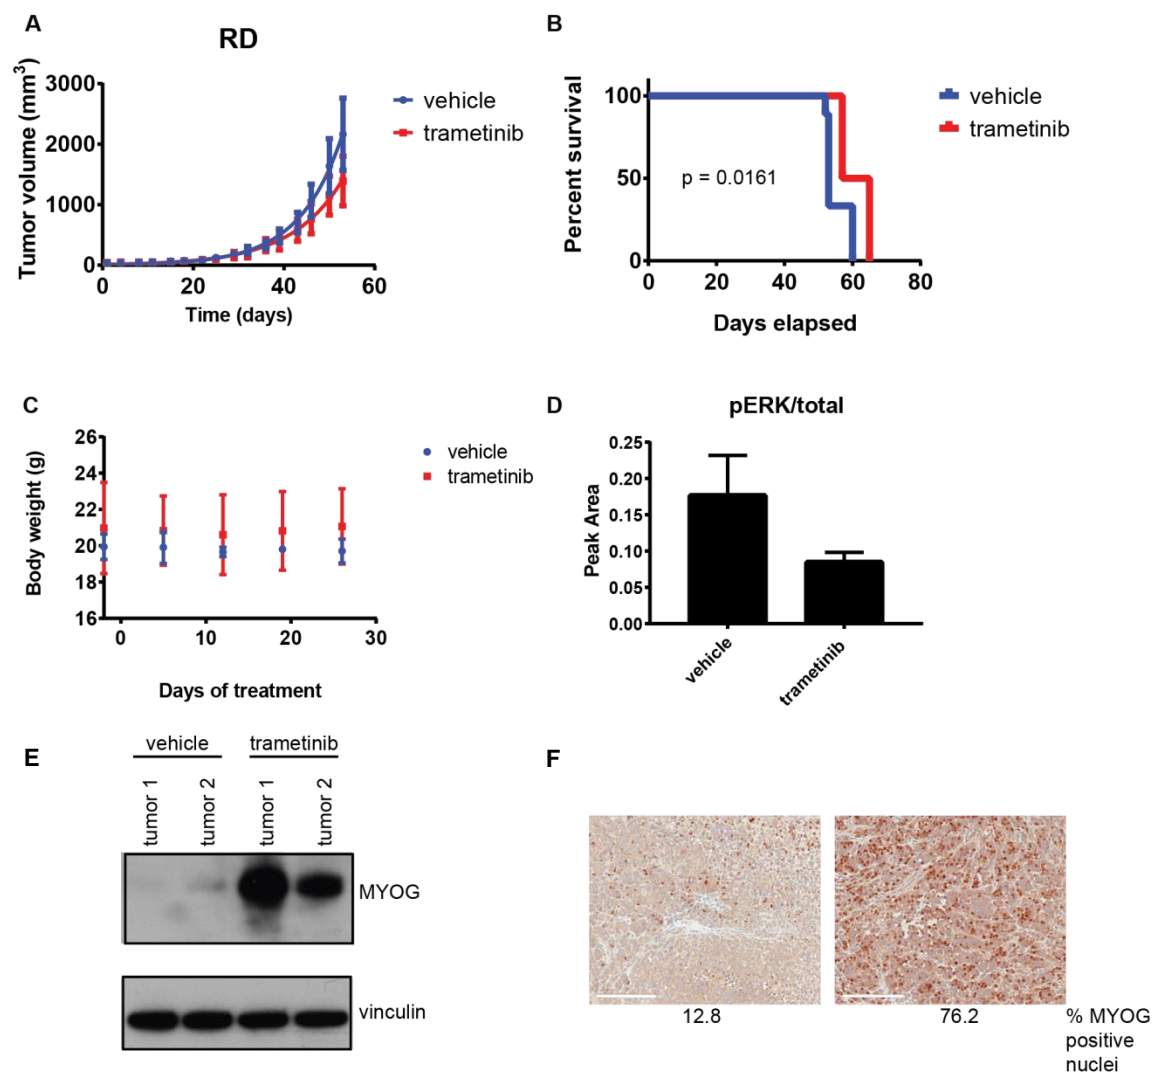 A
RD
Tumor volume (mm³)
3000
2000
1000
0
0
20
40
60
Time (days)
vehicle
trametinib
B
Percent survival
100
50
0
p = 0.0161
0
20
40
60
80
Days elapsed
vehicle
trametinib
C
Body weight (g)
26
24
22
20
18
16
0
10
20
30
Days of treatment
vehicle
trametinib
D
pERK/total
Peak Area
0.25
0.20
0.15
0.10
0.05
0.00
vehicle
trametinib
E
vehicle
trametinib
tumor 1
tumor 2
tumor 1
tumor 2
MYOG
vinculin
F
12.8
76.2
% MYOG
positive
nuclei